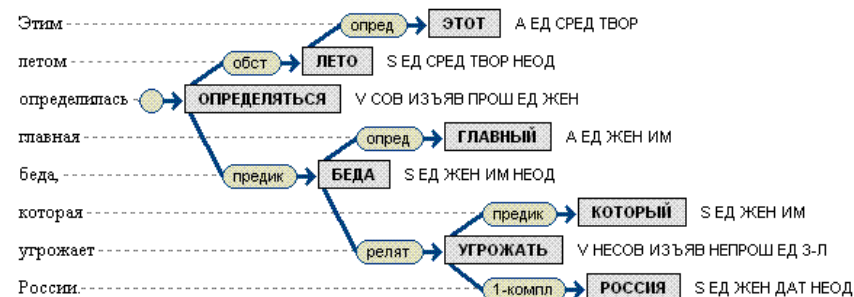 Этим опред ЭТОТ А ЕД СРЕД ТВОР
летом обст ЛЕТО S ЕД СРЕД ТВОР НЕОД
определилась ОПРЕДЕЛЯТЬСЯ V СОВ ИЗЪЯВ ПРОШ ЕД ЖЕН
главная опред ГЛАВНЫЙ А ЕД ЖЕН ИМ
беда, предик БЕДА S ЕД ЖЕН ИМ НЕОД
которая предик КОТОРЫЙ S ЕД ЖЕН ИМ
угрожает релят УГРОЖАТЬ V НЕСОВ ИЗЪЯВ НЕПРОШ ЕД 3-Л
России. 1-компл РОССИЯ S ЕД ЖЕН ДАТ НЕОД